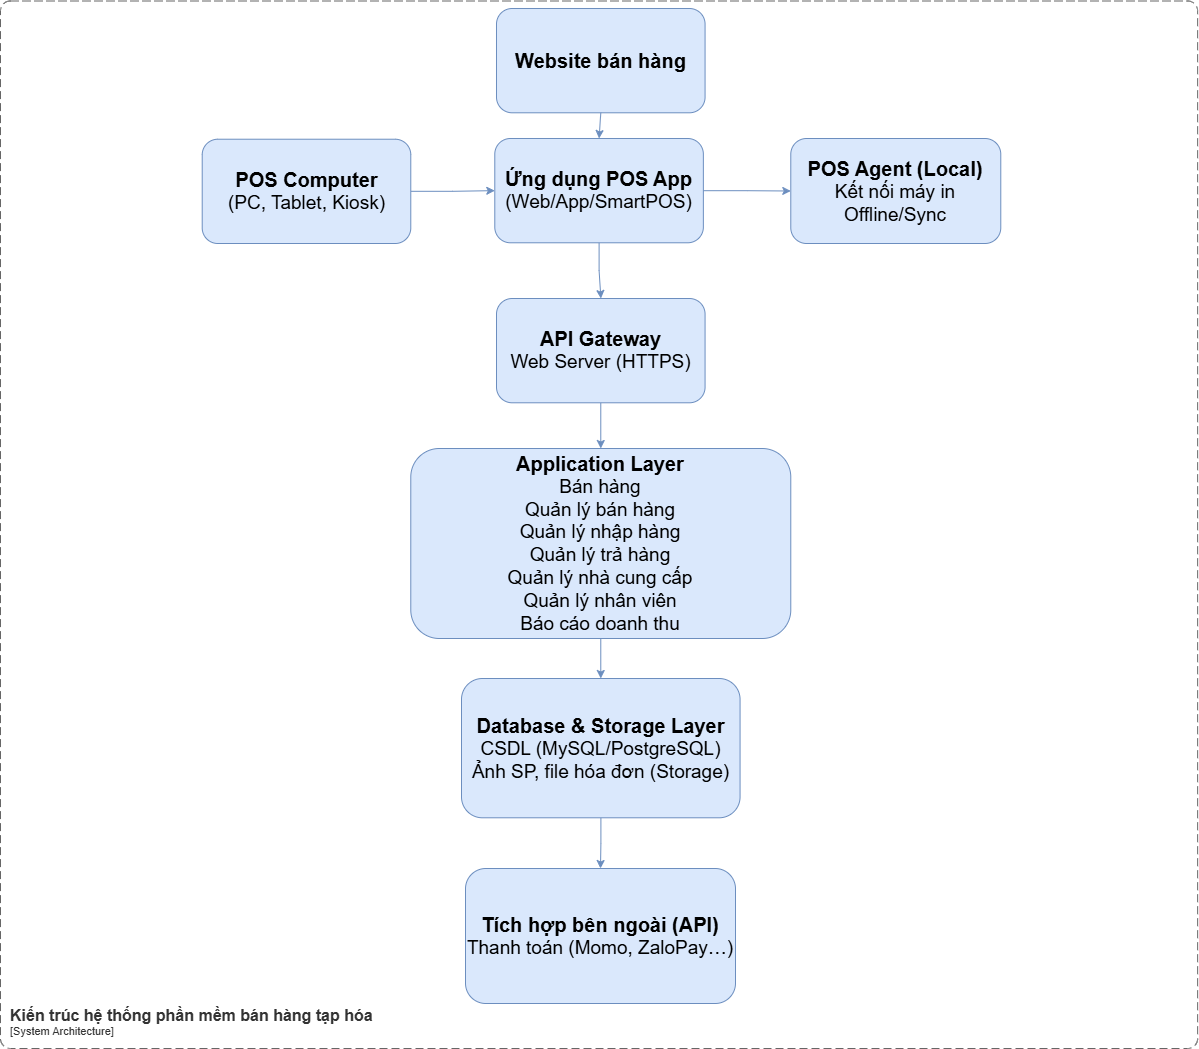 Website bán hàng
POS Computer
(PC, Tablet, Kiosk)
Ứng dụng POS App
(Web/App/SmartPOS)
POS Agent (Local)
Kết nối máy in
Offline/Sync
API Gateway
Web Server (HTTPS)
Application Layer
Bán hàng
Quản lý bán hàng
Quản lý nhập hàng
Quản lý trả hàng
Quản lý nhà cung cấp
Quản lý nhân viên
Báo cáo doanh thu
Database & Storage Layer
CSDL (MySQL/PostgreSQL)
Ảnh SP, file hóa đơn (Storage)
Tích hợp bên ngoài (API)
Thanh toán (Momo, ZaloPay…)
Kiến trúc hệ thống phần mềm bán hàng tạp hóa
[System Architecture]